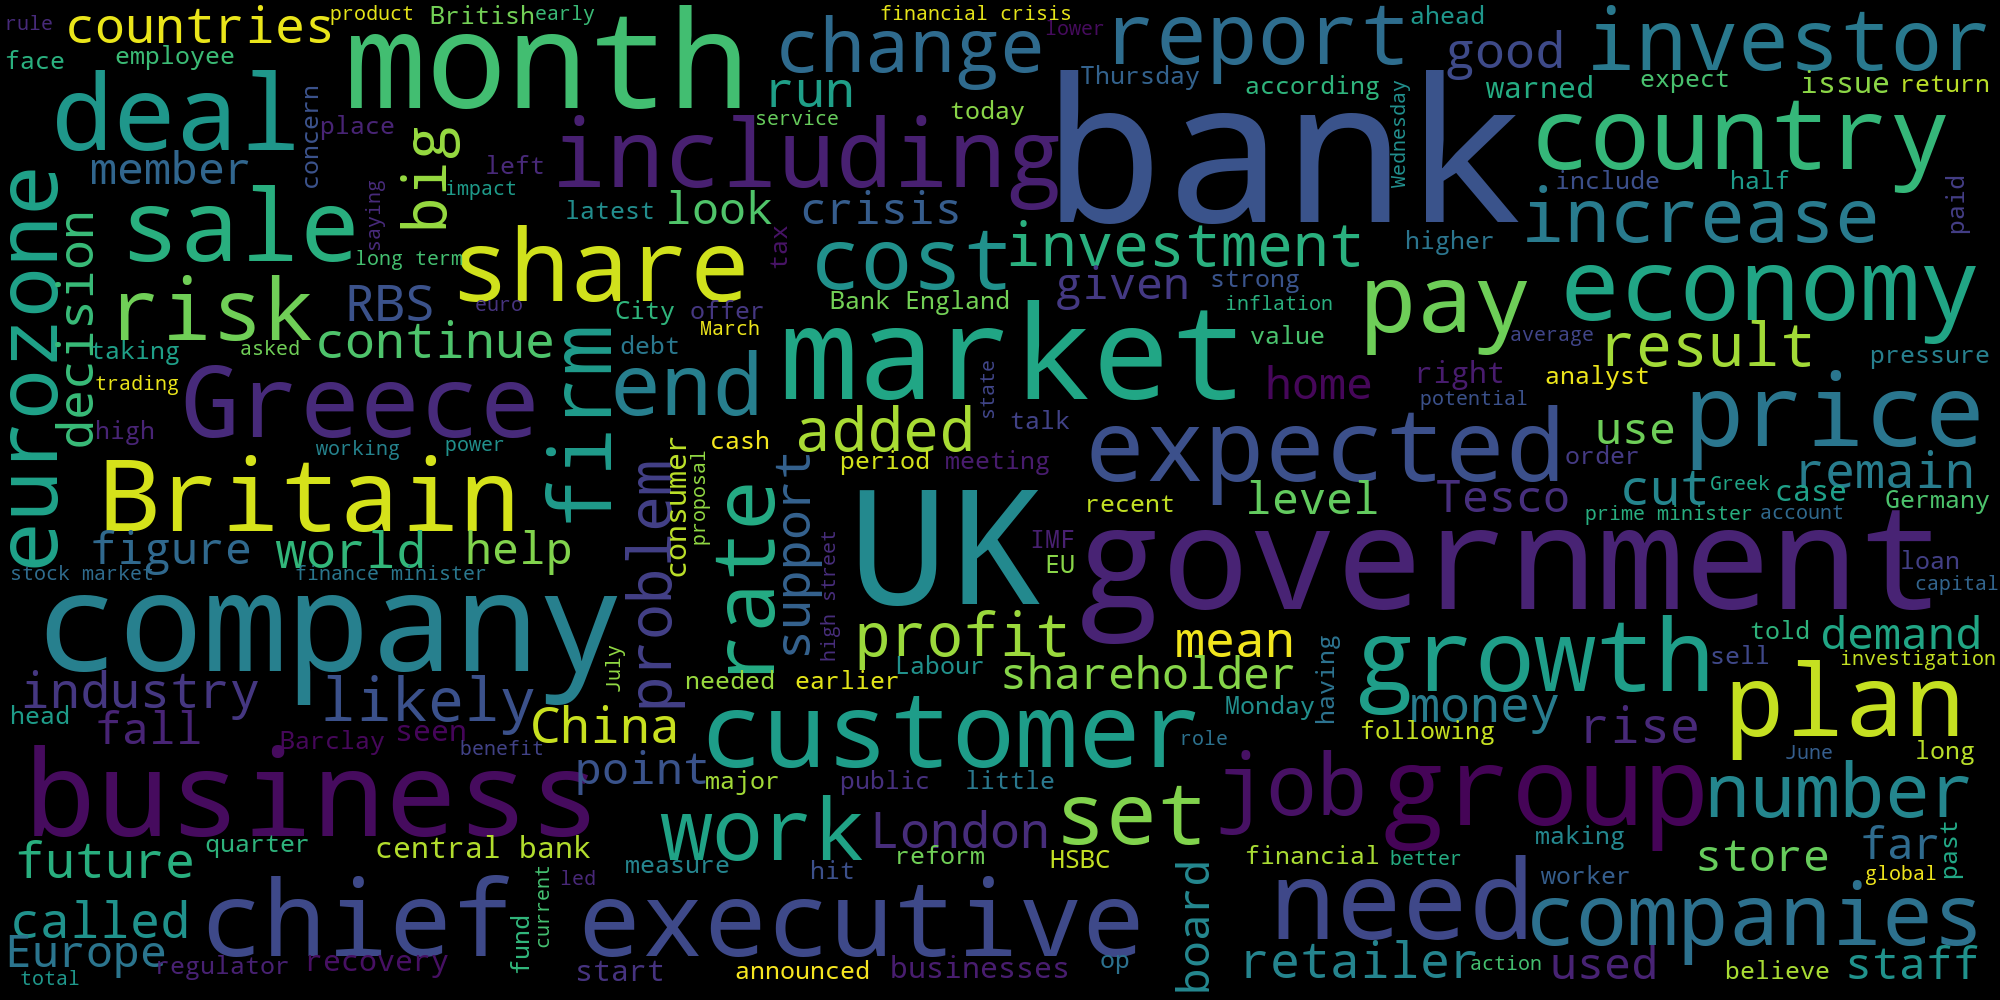 rule
countries
product
British
early
financial crisis
lower
report
ahead
good
investor
face
employee
month
change
run
Thursday
according
warned
expect
issue
return
deal
concern
place
big
service
today
including
bank
Wednesday
country
member
left
impact
latest
look
crisis
include
half
increase
paid
eurozone
decision
sale
saying
long term
share
tax
cost
investment
higher
economy
risk
RBS
euro
City
offer
Bank England
given
strong
inflation
pay
continue
firm
March
debt
market
value
average
result
pressure
taking
asked
trading
Greece
end
state
home
right
analyst
potential
price
high
working
power
consumer
cash
added
talk
expected
use
order
remain
Britain
problem
proposal
rate
support
period
meeting
UK
recent
level
Tesco
cut
Greek
case
Germany
prime minister
account
figure
world
help
high street
IMF
EU
government
loan
capital
stock market
finance minister
company
July
profit
mean
having
growth
told
demand
sell
investigation
industry
likely
needed
earlier
Labour
shareholder
Monday
money
plan
head
fall
Barclay
seen
China
benefit
customer
role
following
rise
June
long
business
point
major
public
little
job
group
number
work
London
set
making
far
past
future
quarter
central bank
measure
hit
reform
HSBC
board
financial
better
store
global
called
chief
current
led
executive
need
worker
companies
Europe
regulator
recovery
fund
start
announced
businesses
op
retailer
action
used
believe
staff
total